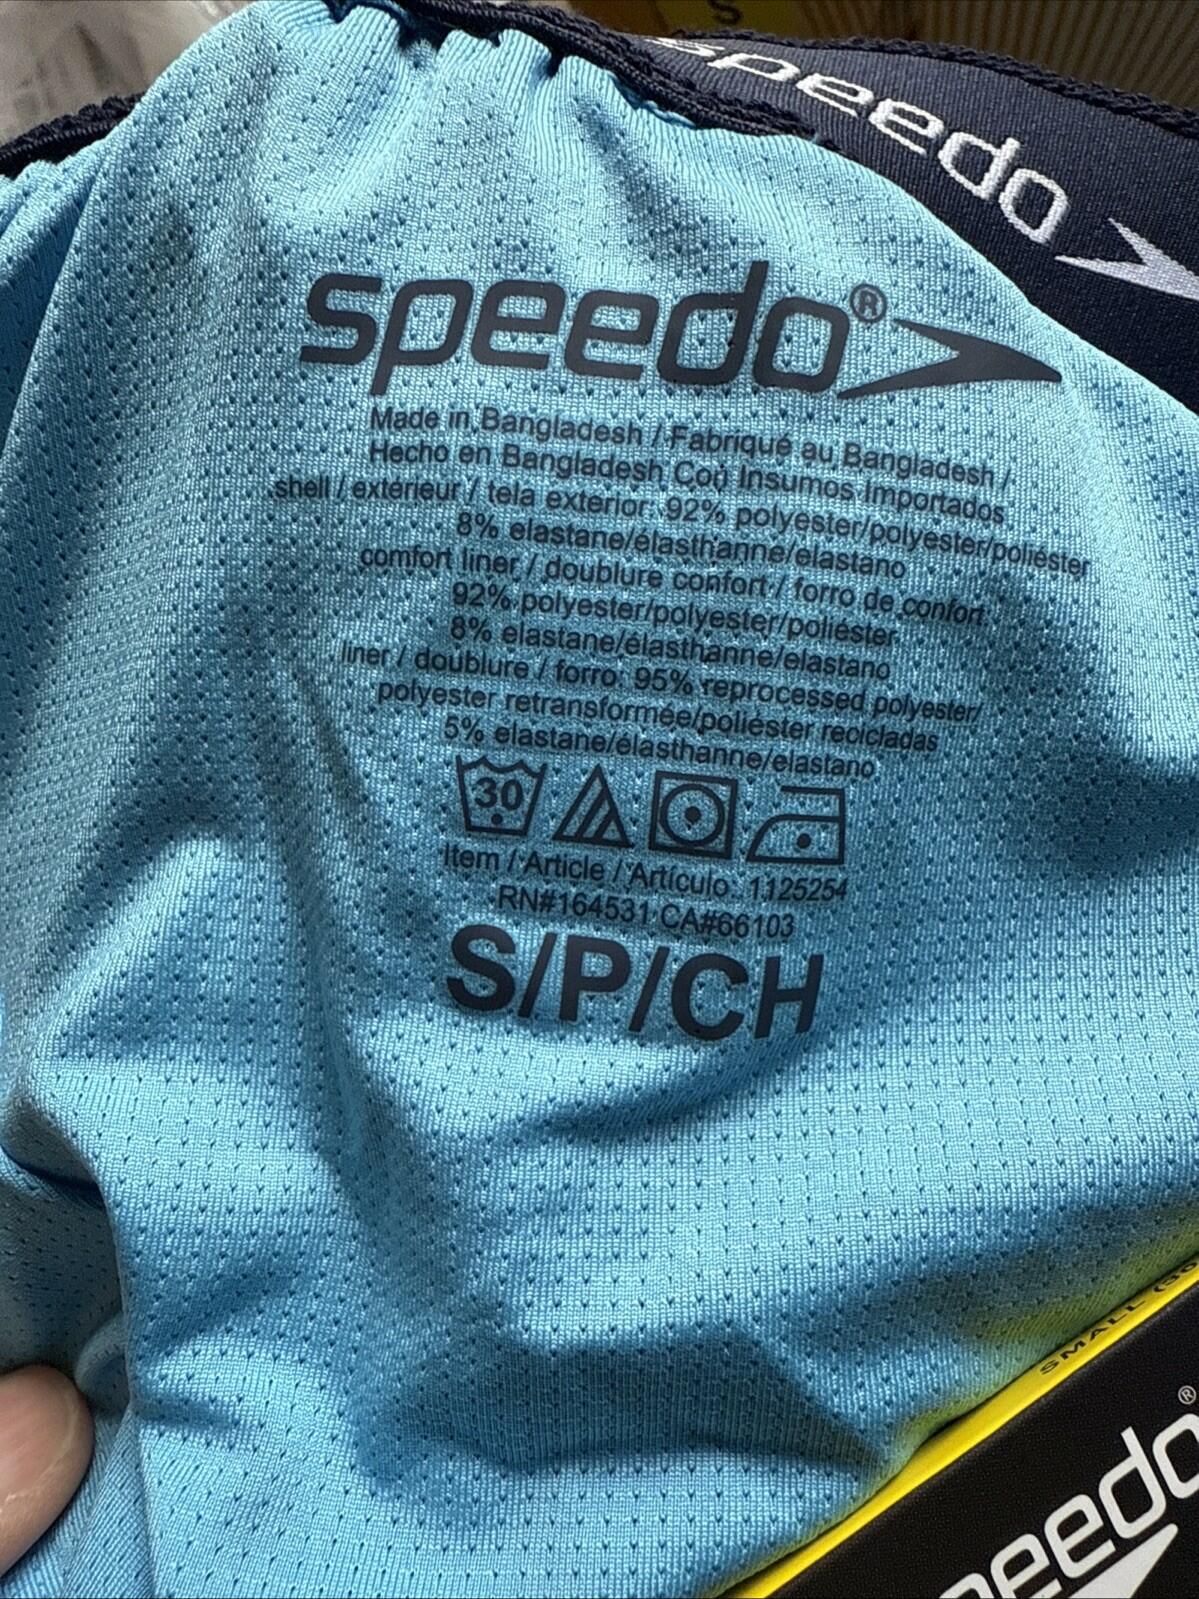 S
speedo
speedo®
Made in Bangladesh / Fabriqué au Bangladesh /
Hecho en Bangladesh Con Insumos Importados
shell / extérieur / tela exterior: 92% polyester/polyester/poliéster
8% elastane/élasthanne/elastano
comfort liner / doublure confort / forro de confort:
92% polyester/polyester/poliéster
8% elastane/élasthanne/elastano
liner / doublure / forro: 95% reprocessed polyester/
polyester retransformée/poliéster recicladas
5% elastane/élasthanne/elastano
30
Item / Article / Artículo: 1125254
RN#164531 CA#66103
S/P/CH
SMALL
speedo®